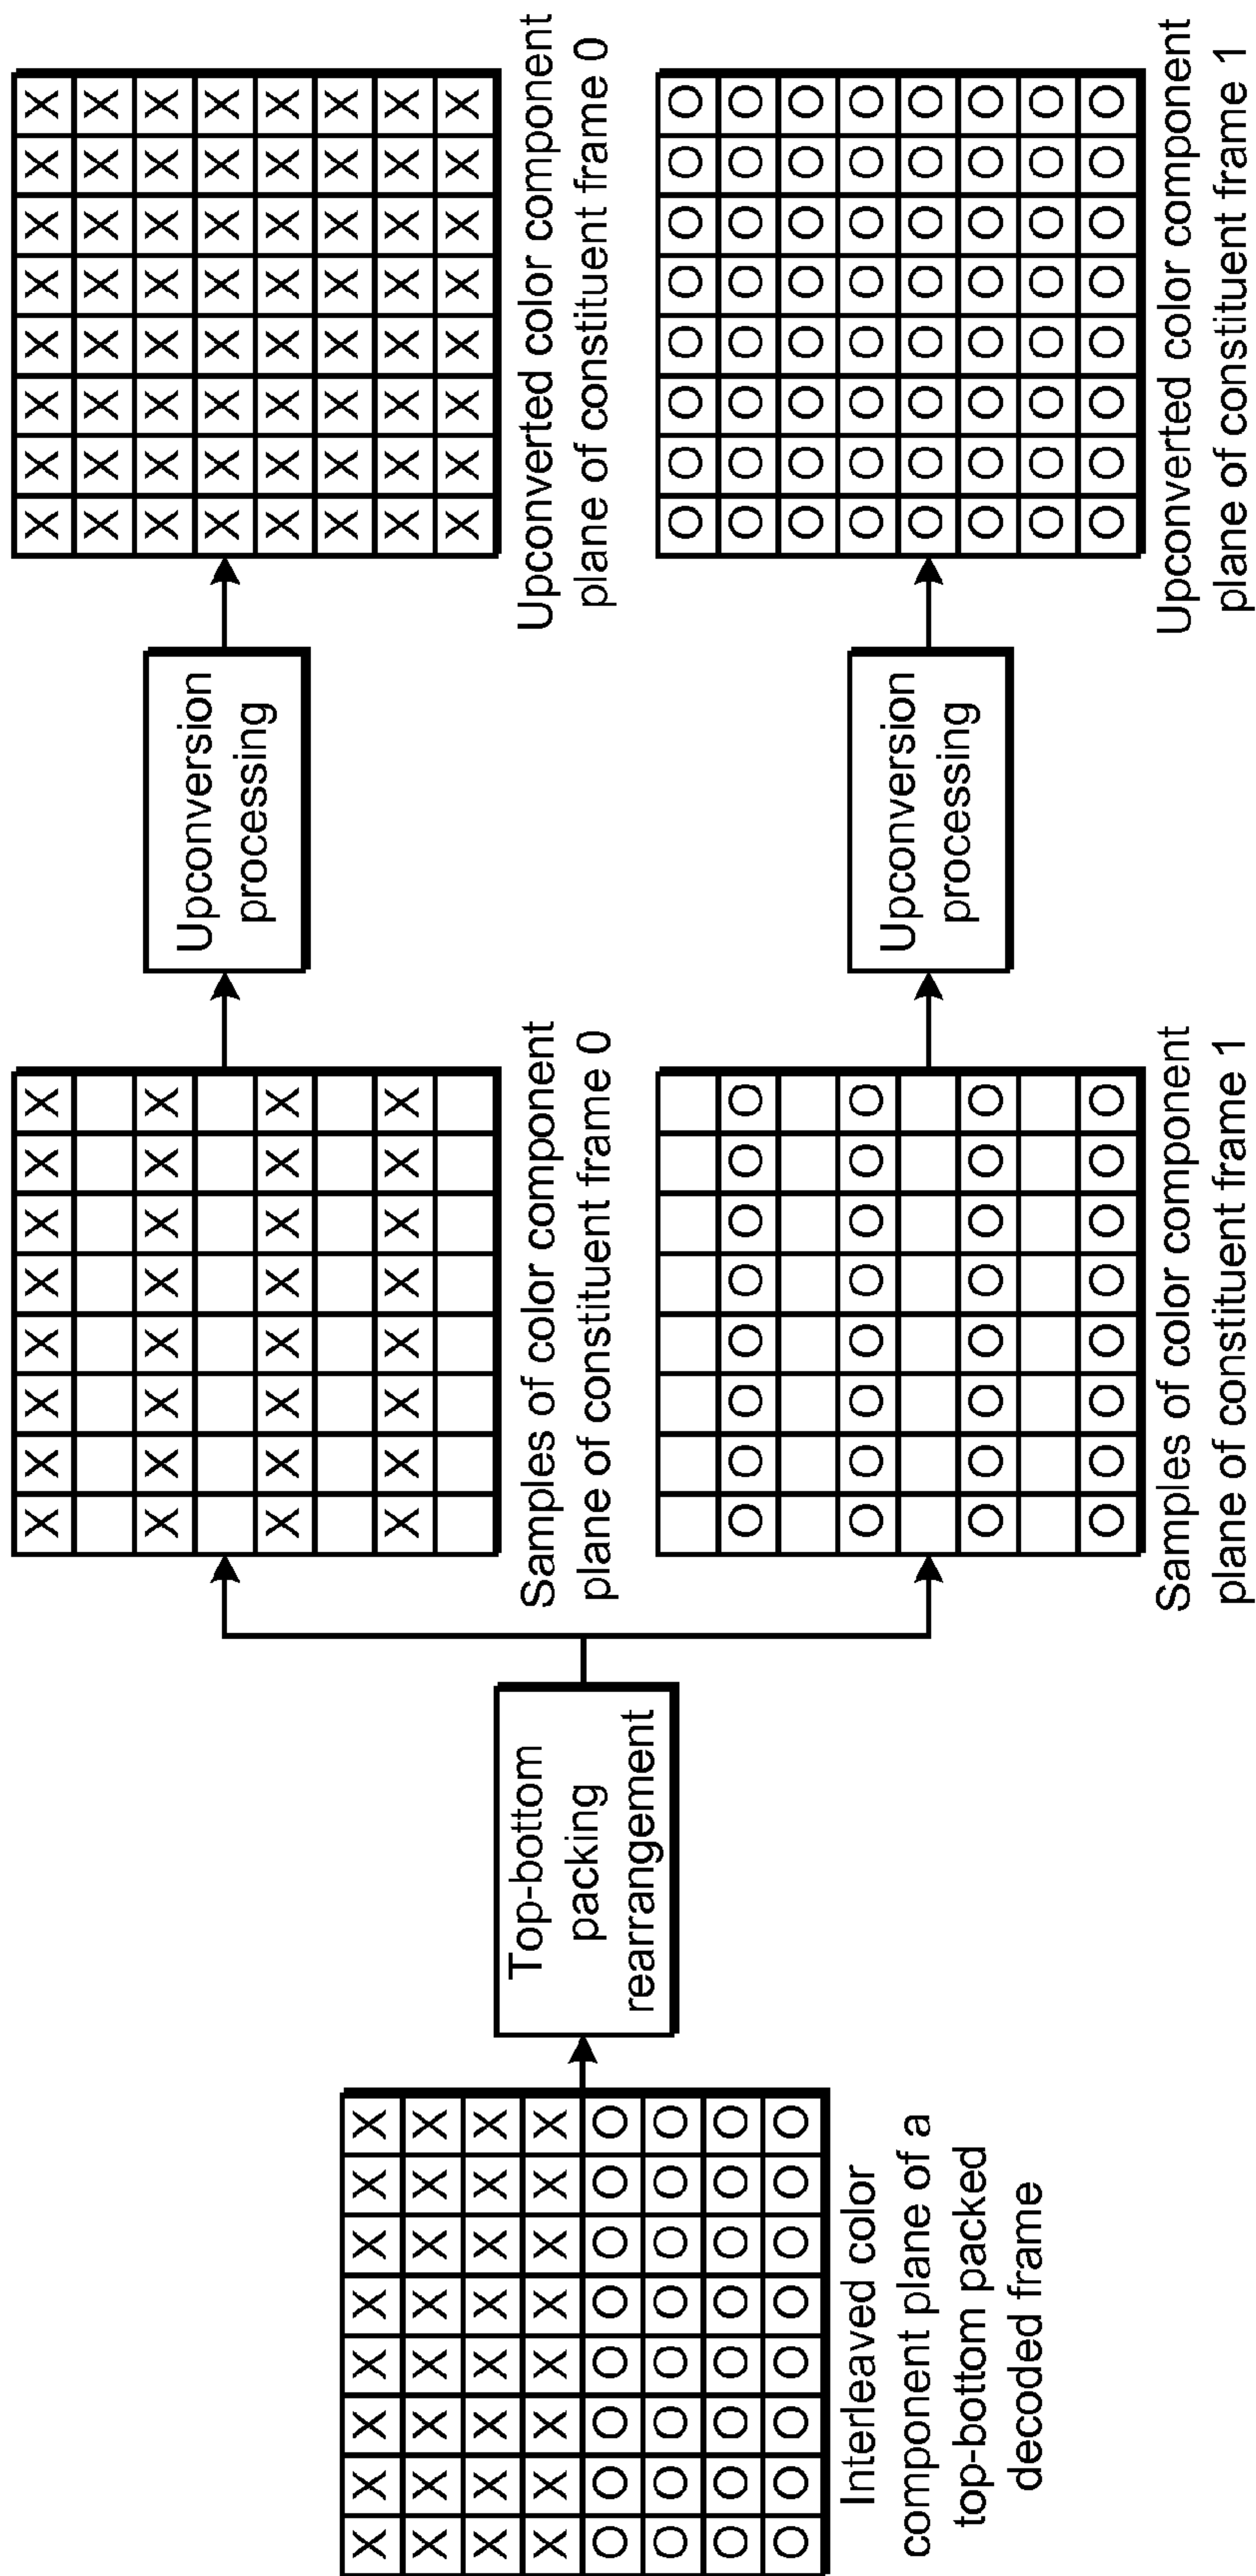 X X X X X X X X
X X X X X X X X
X X X X X X X X
X X X X X X X X
O O O O O O O O
O O O O O O O O
O O O O O O O O
O O O O O O O O
Interleaved color
component plane of a
top-bottom packed
decoded frame
Top-bottom
packing
rearrangement
X X X X X X X X
X X X X X X X X
X X X X X X X X
X X X X X X X X
Samples of color component
plane of constituent frame 0
Upconversion
processing
X X X X X X X X
X X X X X X X X
X X X X X X X X
X X X X X X X X
X X X X X X X X
X X X X X X X X
X X X X X X X X
X X X X X X X X
Upconverted color component
plane of constituent frame 0
O O O O O O O O
O O O O O O O O
O O O O O O O O
O O O O O O O O
Samples of color component
plane of constituent frame 1
Upconversion
processing
O O O O O O O O
O O O O O O O O
O O O O O O O O
O O O O O O O O
O O O O O O O O
O O O O O O O O
O O O O O O O O
O O O O O O O O
Upconverted color component
plane of constituent frame 1